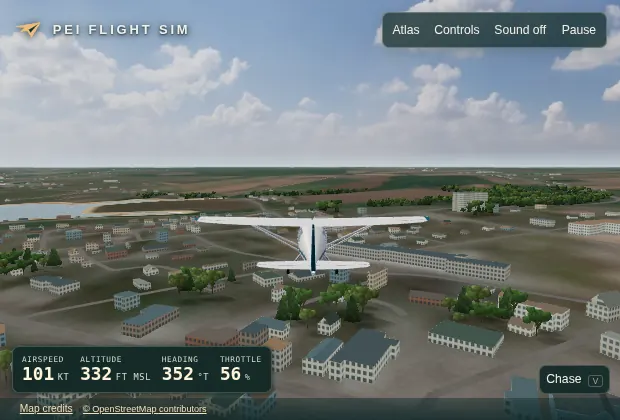 PEI FLIGHT SIM
Atlas Controls Sound off Pause
AIRSPEED ALTITUDE HEADING THROTTLE
101 KT 332 FT MSL 352 °T 56 %
Chase V
Map credits © OpenStreetMap contributors